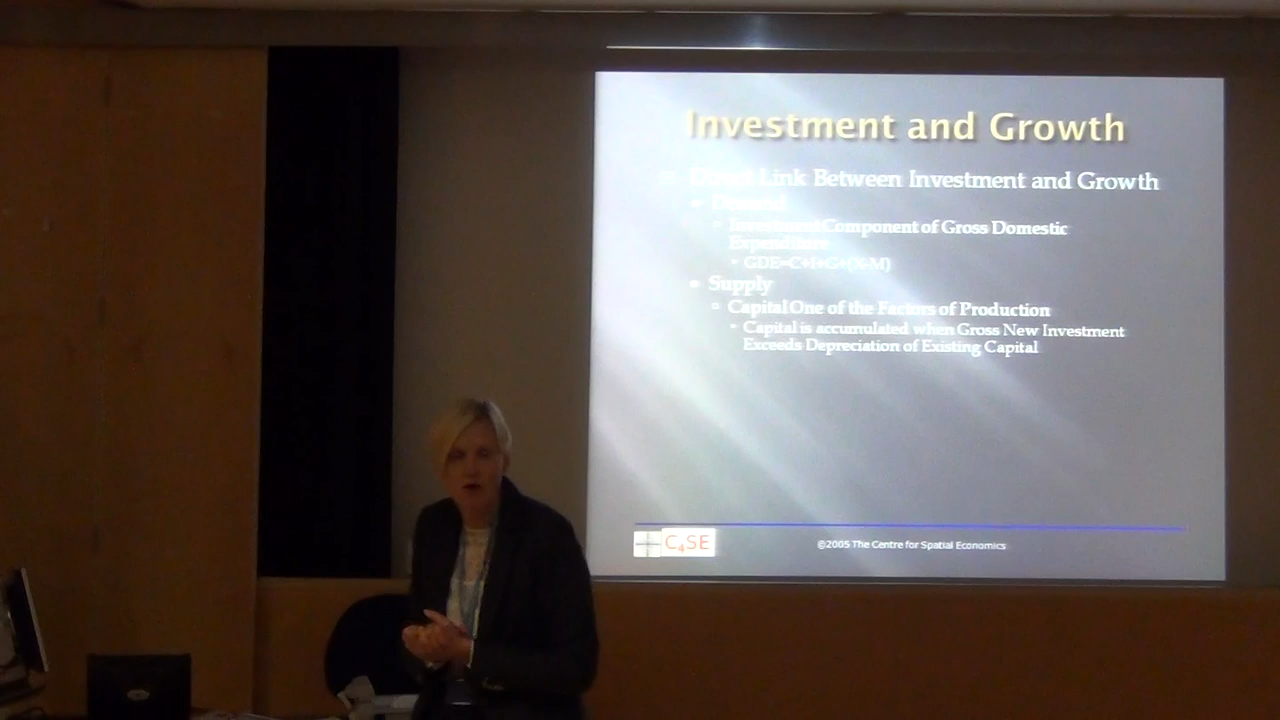 Investment and Growth
Direct Link Between Investment and Growth
Demand
Investment Component of Gross Domestic
Expenditure
GDE=C+I+G+(X-M)
Supply
Capital One of the Factors of Production
Capital is accumulated when Gross New Investment
Exceeds Depreciation of Existing Capital
C4SE
©2005 The Centre for Spatial Economics